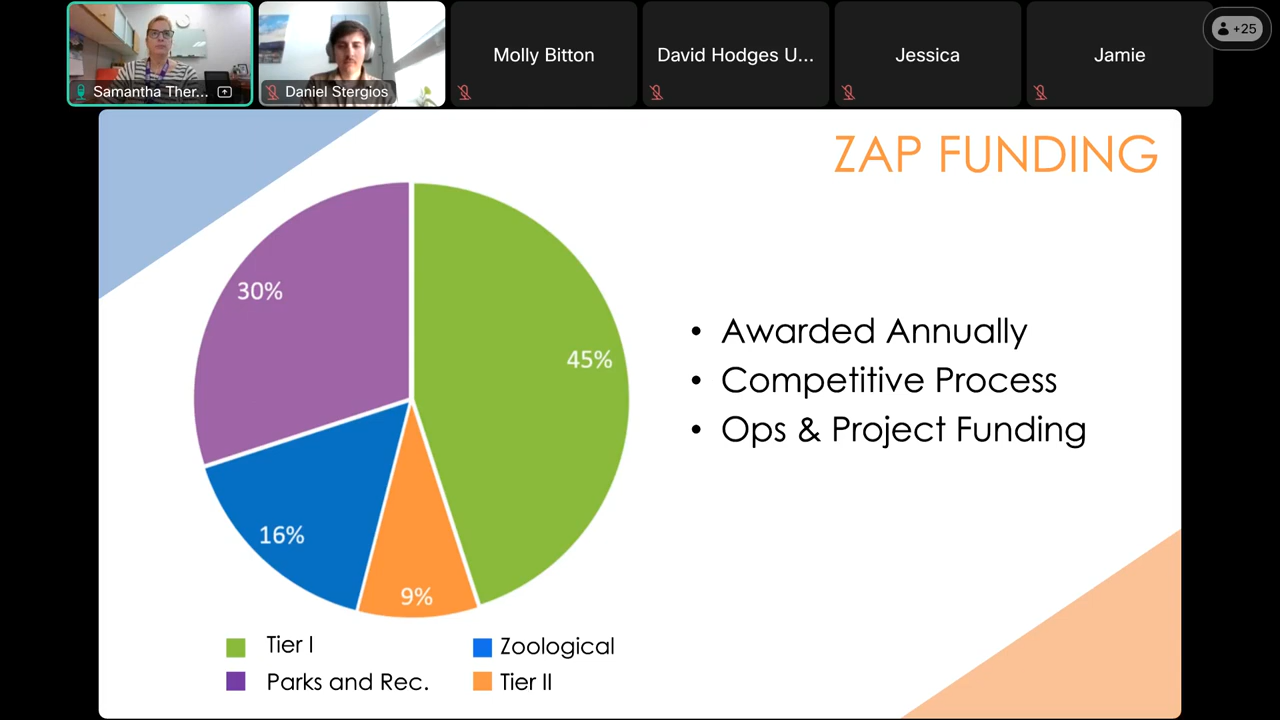 Samantha Ther...
Daniel Stergios
Molly Bitton
David Hodges U...
Jessica
Jamie
+25
ZAP FUNDING
30%
45%
16%
9%
• Awarded Annually
• Competitive Process
• Ops & Project Funding
Tier I
Zoological
Parks and Rec.
Tier II